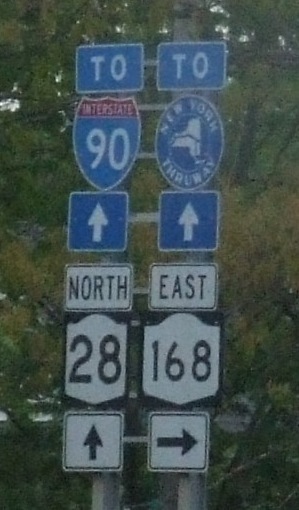 TO TO
INTERSTATE
90
NEW YORK
THRUWAY
NORTH EAST
28 168